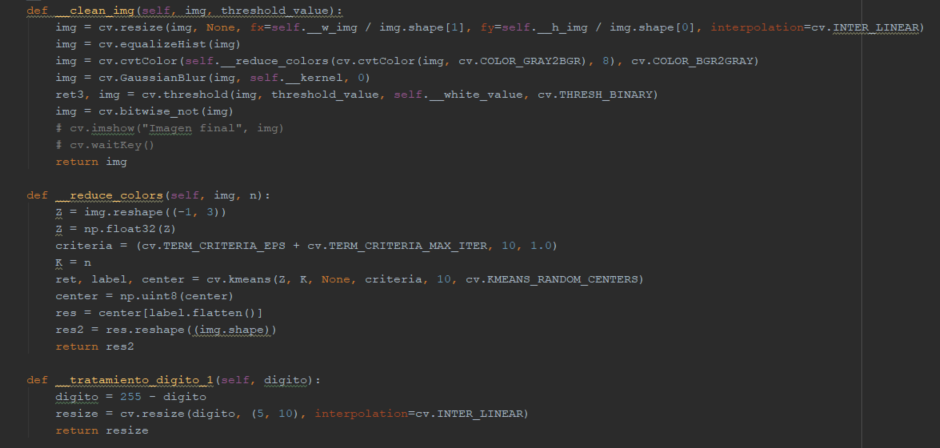 def __clean_img(self, img, threshold_value):
img = cv.resize(img, None, fx=self.__w_img / img.shape[1], fy=self.__h_img / img.shape[0], interpolation=cv.INTER_LINEAR)
img = cv.equalizeHist(img)
img = cv.cvtColor(self.__reduce_colors(cv.cvtColor(img, cv.COLOR_GRAY2BGR), 8), cv.COLOR_BGR2GRAY)
img = cv.GaussianBlur(img, self.__kernel, 0)
ret3, img = cv.threshold(img, threshold_value, self.__white_value, cv.THRESH_BINARY)
img = cv.bitwise_not(img)
# cv.imshow("Imagen final", img)
# cv.waitKey()
return img
def __reduce_colors(self, img, n):
Z = img.reshape((-1, 3))
Z = np.float32(Z)
criteria = (cv.TERM_CRITERIA_EPS + cv.TERM_CRITERIA_MAX_ITER, 10, 1.0)
K = n
ret, label, center = cv.kmeans(Z, K, None, criteria, 10, cv.KMEANS_RANDOM_CENTERS)
center = np.uint8(center)
res = center[label.flatten()]
res2 = res.reshape((img.shape))
return res2
def __tratamiento_digito_1(self, digito):
digito = 255 - digito
resize = cv.resize(digito, (5, 10), interpolation=cv.INTER_LINEAR)
return resize